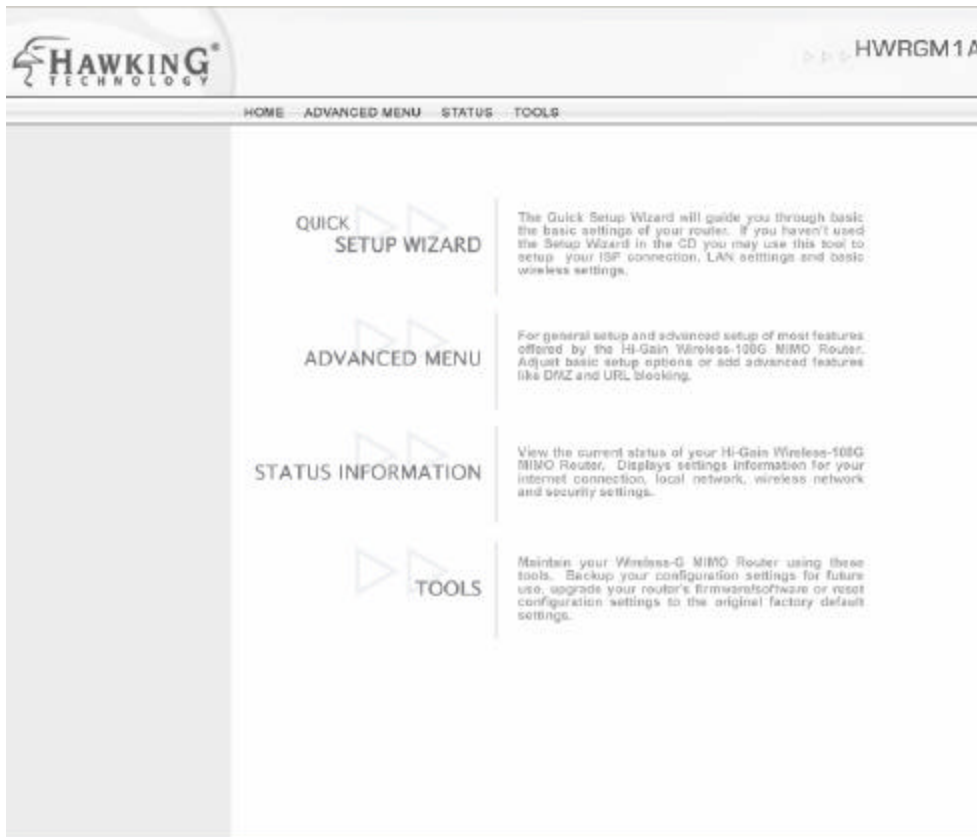 HAWKING®
TECHNOLOGY
HWRGM1A
HOME ADVANCED MENU STATUS TOOLS
QUICK
SETUP WIZARD
The Quick Setup Wizard will guide you through basic
the basic settings of your router. If you haven't used
the Setup Wizard in the CD you may use this tool to
setup your ISP connection, LAN setttings and basic
wireless settings.
ADVANCED MENU
For general setup and advanced setup of most features
offered by the Hi-Gain Wireless-108G MIMO Router.
Adjust basic setup options or add advanced features
like DMZ and URL blocking.
STATUS INFORMATION
View the current status of your Hi-Gain Wireless-108G
MIMO Router. Displays settings information for your
internet connection, local network, wireless network
and security settings.
TOOLS
Maintain your Wireless-G MIMO Router using these
tools. Backup your configuration settings for future
use, upgrade your router's firmware/software or reset
configuration settings to the original factory default
settings.